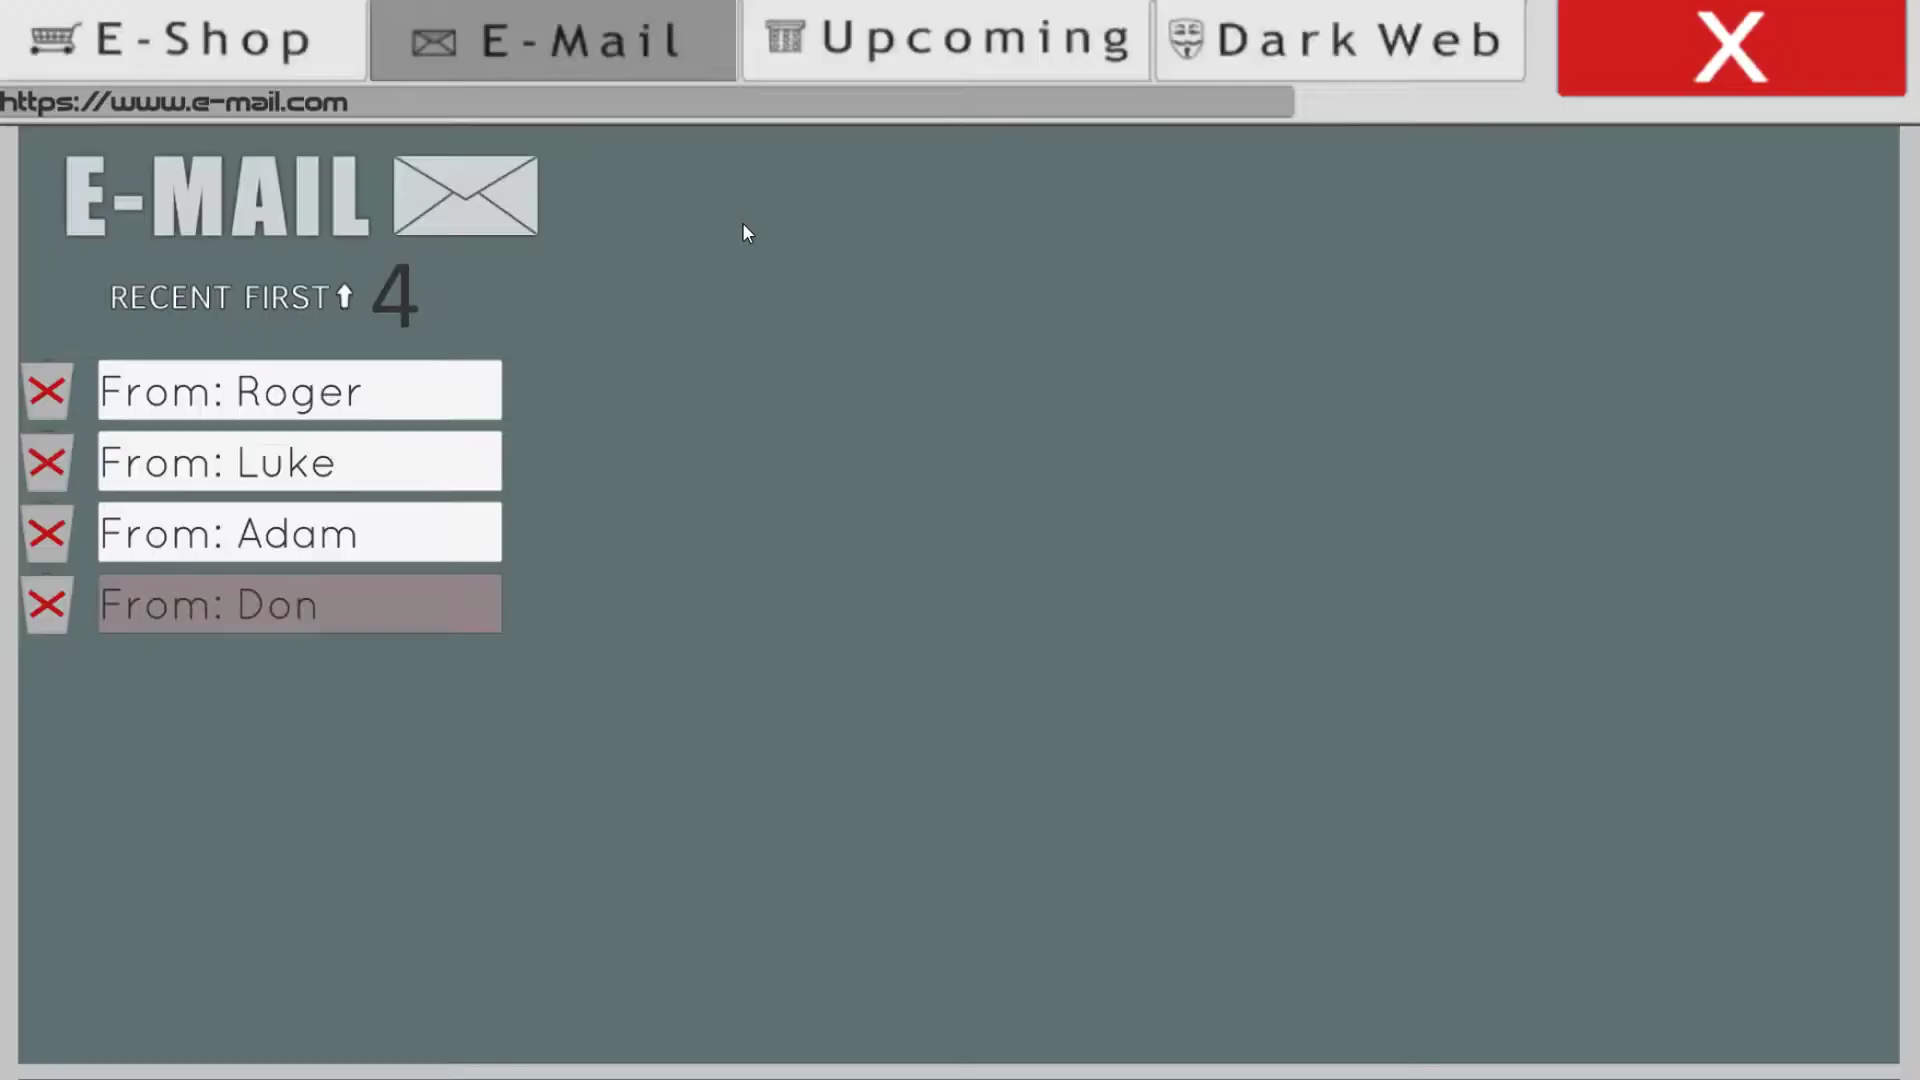 E-Shop
E-Mail
Upcoming
Dark Web
X
https://www.e-mail.com
E-MAIL
RECENT FIRST 4
From: Roger
From: Luke
From: Adam
From: Don